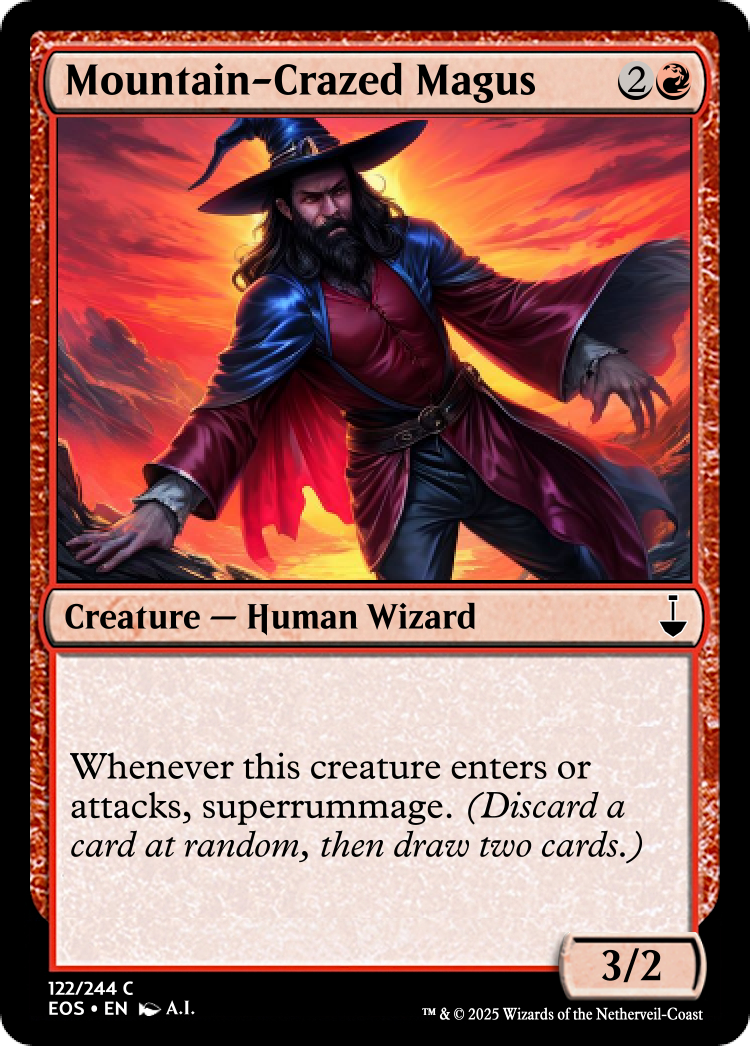 Mountain-Crazed Magus 2
Creature — Human Wizard
Whenever this creature enters or
attacks, superrummage. (Discard a
card at random, then draw two cards.)
3/2
122/244 C
EOS • EN A.I.
™ & © 2025 Wizards of the Netherveil-Coast